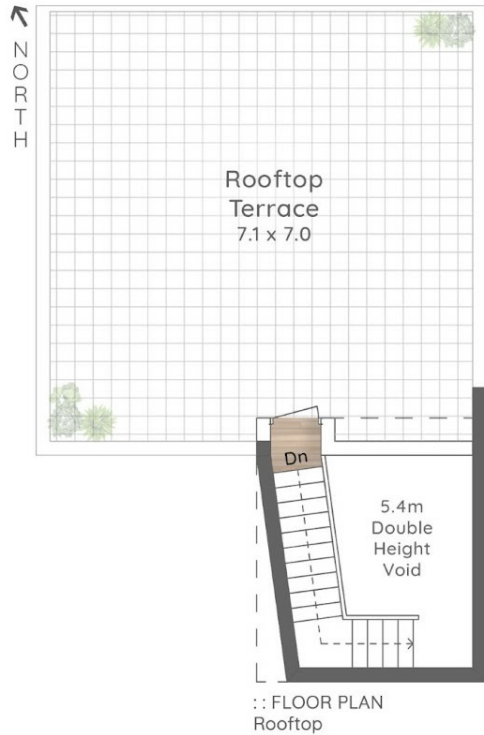 NORTH
Rooftop
Terrace
7.1 x 7.0
Dn
5.4m
Double
Height
Void
:: FLOOR PLAN
Rooftop